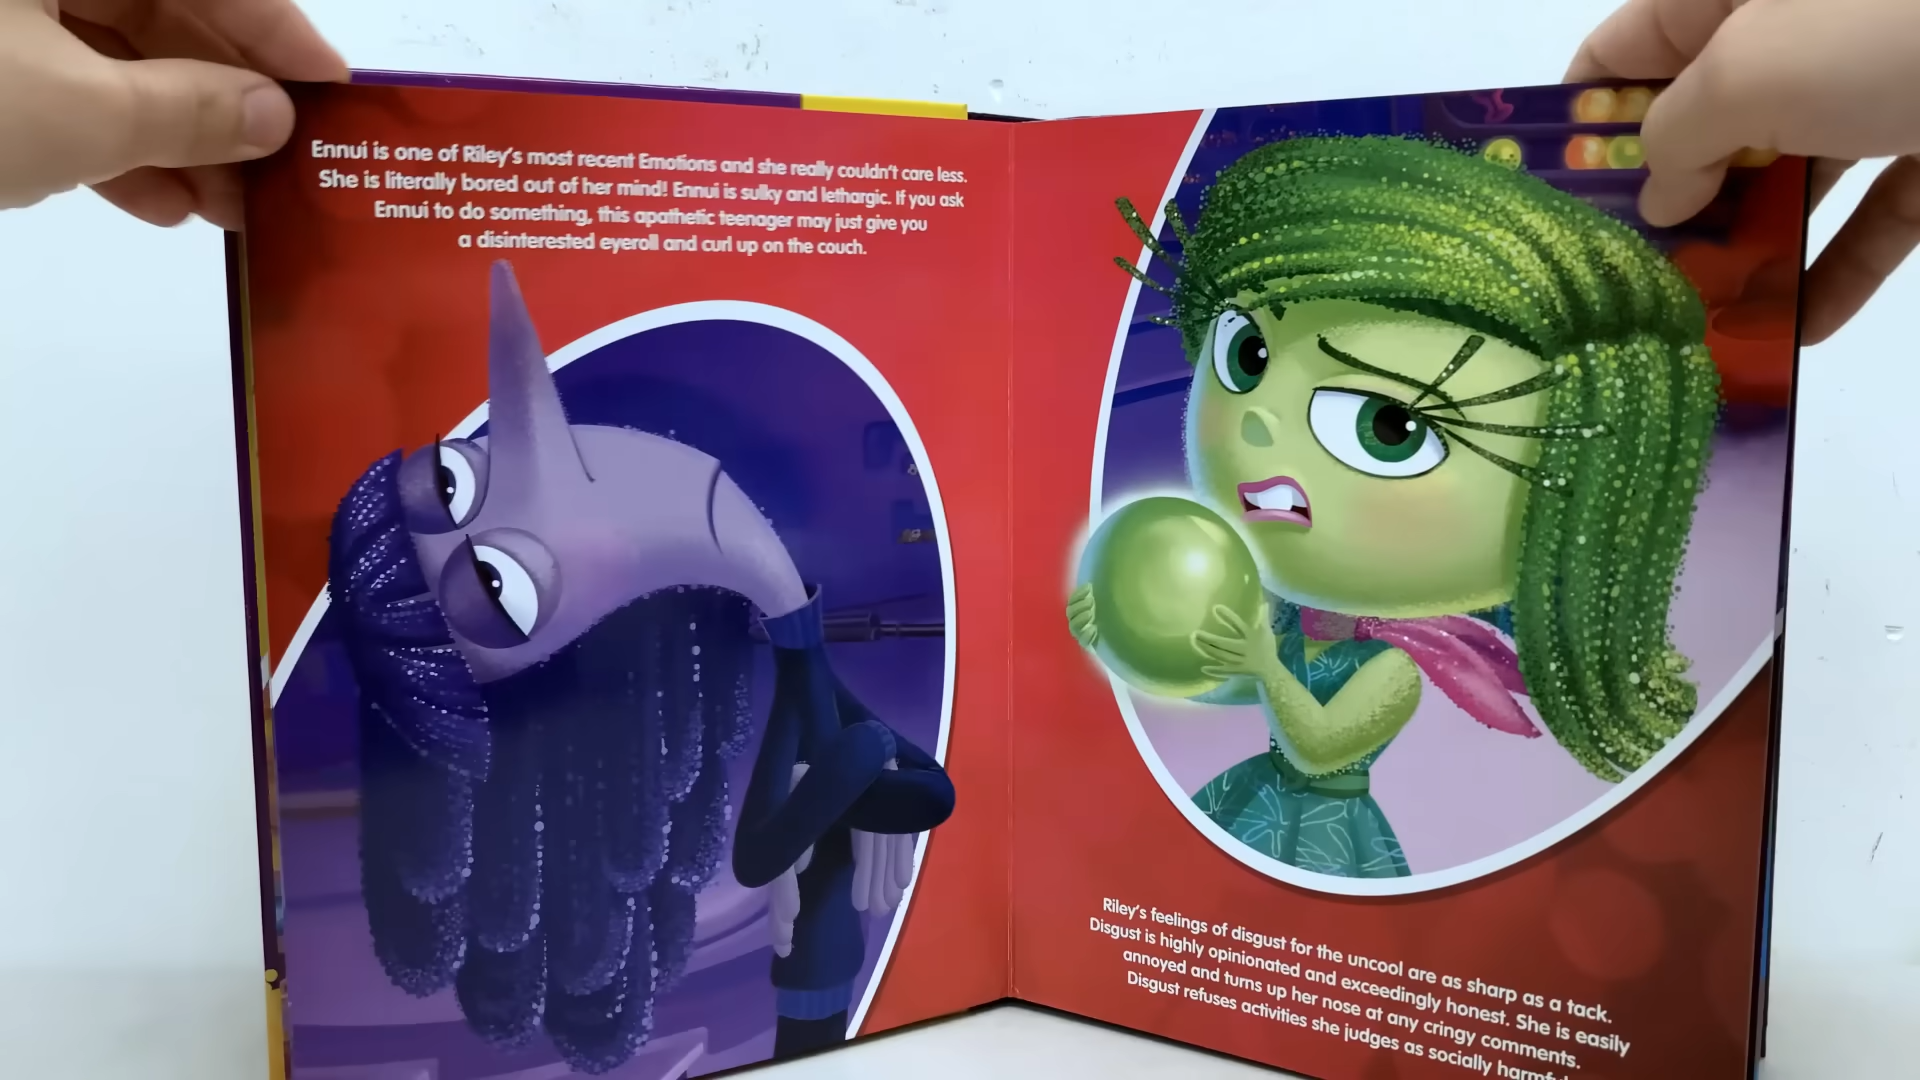 Ennui is one of Riley's most recent Emotions and she really couldn't care less.
She is literally bored out of her mind! Ennui is sulky and lethargic. If you ask
Ennui to do something, this apathetic teenager may just give you
a disinterested eyeroll and curl up on the couch.
Riley's feelings of disgust for the uncool are as sharp as a tack.
Disgust is highly opinionated and exceedingly honest. She is easily
annoyed and turns up her nose at any cringy comments.
Disgust refuses activities she judges as socially